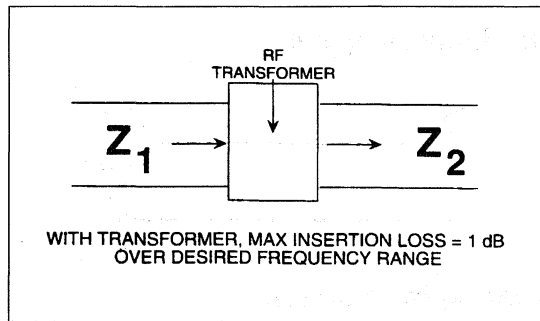 RF
TRANSFORMER
Z1
Z2
WITH TRANSFORMER, MAX INSERTION LOSS = 1 dB
OVER DESIRED FREQUENCY RANGE